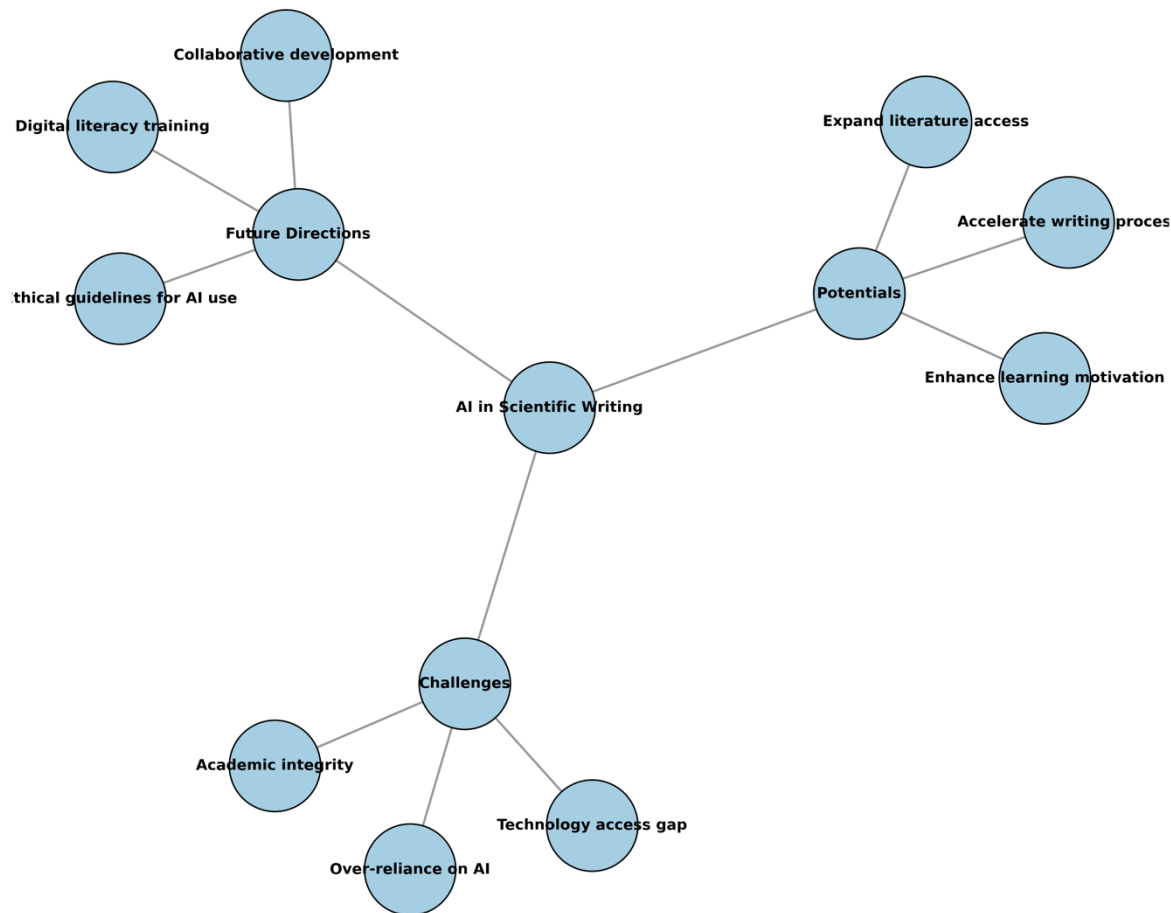 Collaborative development
Expand literature access
Digital literacy training
Accelerate writing proces
Future Directions
Potentials
thical guidelines for AI use
Enhance learning motivation
AI in Scientific Writing
Challenges
Academic integrity
Technology access gap
Over-reliance on AI